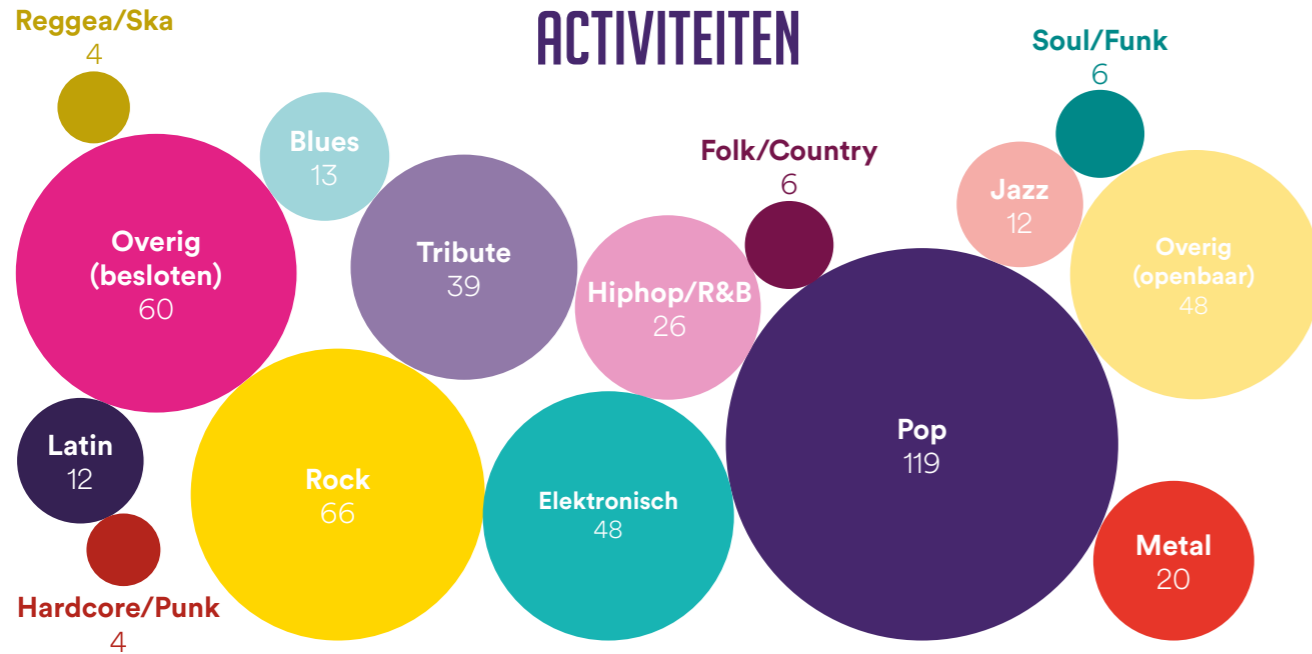 ACTIVITEITEN
Reggea/Ska
4
Soul/Funk
6
Blues
13
Folk/Country
6
Jazz
12
Overig
(besloten)
60
Tribute
39
Hiphop/R&B
26
Overig
(openbaar)
48
Latin
12
Rock
66
Elektronisch
48
Pop
119
Metal
20
Hardcore/Punk
4